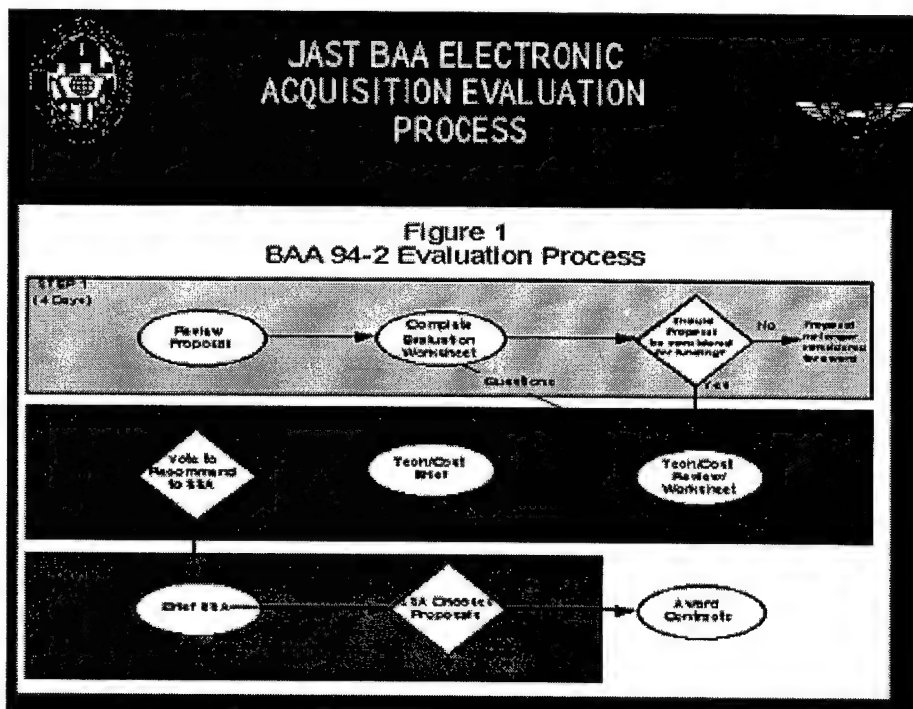 JAST BAA ELECTRONIC
ACQUISITION EVALUATION
PROCESS
Figure 1
BAA 94-2 Evaluation Process
STEP 1
(4 Days)
Review
Proposal
Complete
Evaluation
Worksheet
Should
Proposal
be considered
for funding?
No
Proposal
no longer
considered
for award
Questions
Yes
Vote to
Recommend
to SSA
Tech/Cost
Brief
Tech/Cost
Review/
Worksheet
Brief SSA
SSA Chooses
Proposals
Award
Contracts